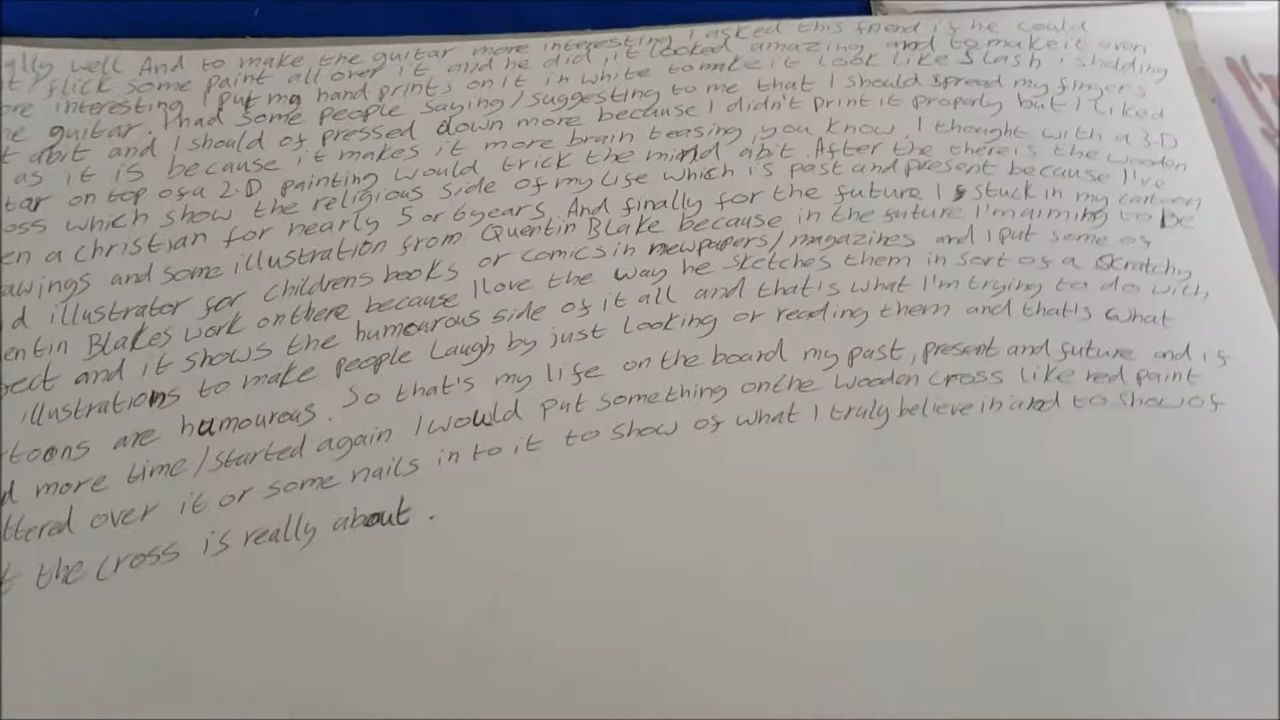 ally well And to make the guitar more interesting I asked this friend if he could
t/flick some paint all over it and he did, it looked amazing and to make it even
ore interesting I put my hand prints on it in white to make it look like Slash is holding
he guitar. I had some people saying/suggesting to me that I should spread my fingers
t abit and I should of pressed down more because I didn't print it properly but I liked
as it is because it makes it more brain teasing, you know, I thought with a 3-D
tar on top of a 2-D painting would trick the mind abit. After the there is the wooden
oss which show the religious side of my life which is past and present because I've
en a christian for nearly 5 or 6 years. And finally for the future I stuck in my cartoon
awings and some illustration from Quentin Blake because in the future I'm aiming to be
d illustrator for childrens books or comics in newpapers/magazines and I put some of
entin Blakes work on there because I love the way he sketches them in sort of a scratchy
pect and it shows the humourous side of it all and that's what I'm trying to do with
illustrations to make people laugh by just looking or reading them and that's what
toons are humourous. So that's my life on the board my past, present and future and if
d more time/started again I would put something on the wooden cross like red paint
ttered over it or some nails in to it to show of what I truly believe in and to show of
t the cross is really about.